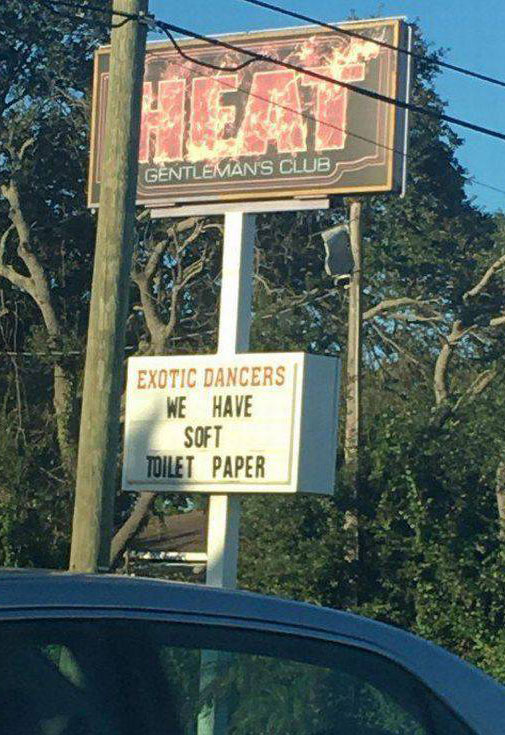 HEAT
GENTLEMAN'S CLUB
EXOTIC DANCERS
WE HAVE
SOFT
TOILET PAPER